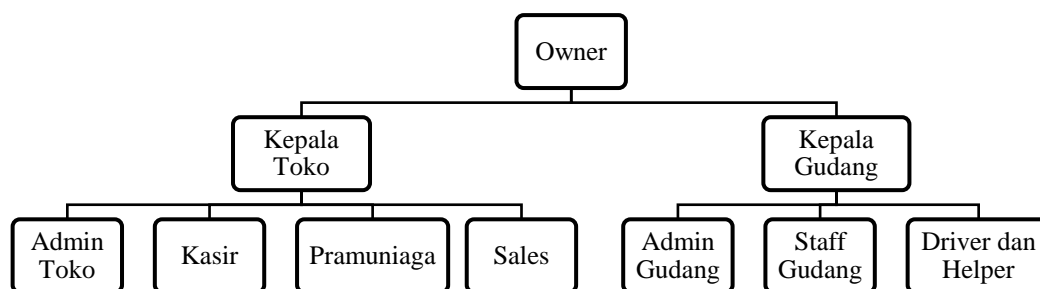 Owner
Kepala
Toko
Kepala
Gudang
Admin
Toko
Kasir
Pramuniaga
Sales
Admin
Gudang
Staff
Gudang
Driver dan
Helper